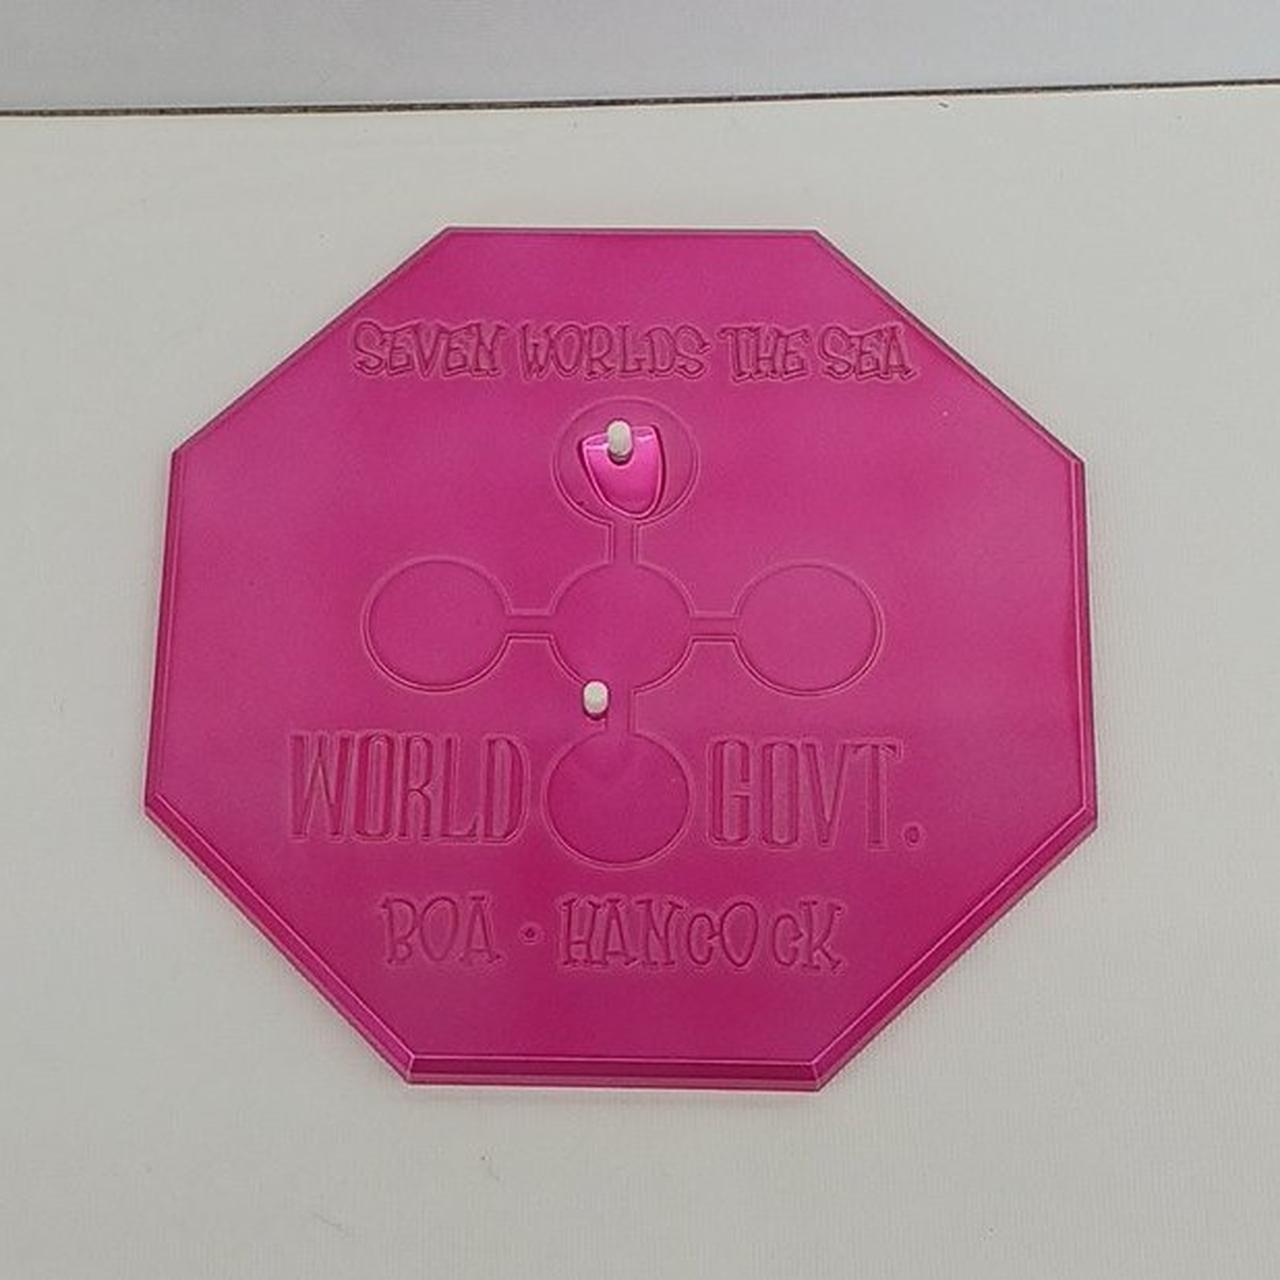 SEVEN WORLDS THE SEA
WORLD GOVT.
BOA · HANCOCK